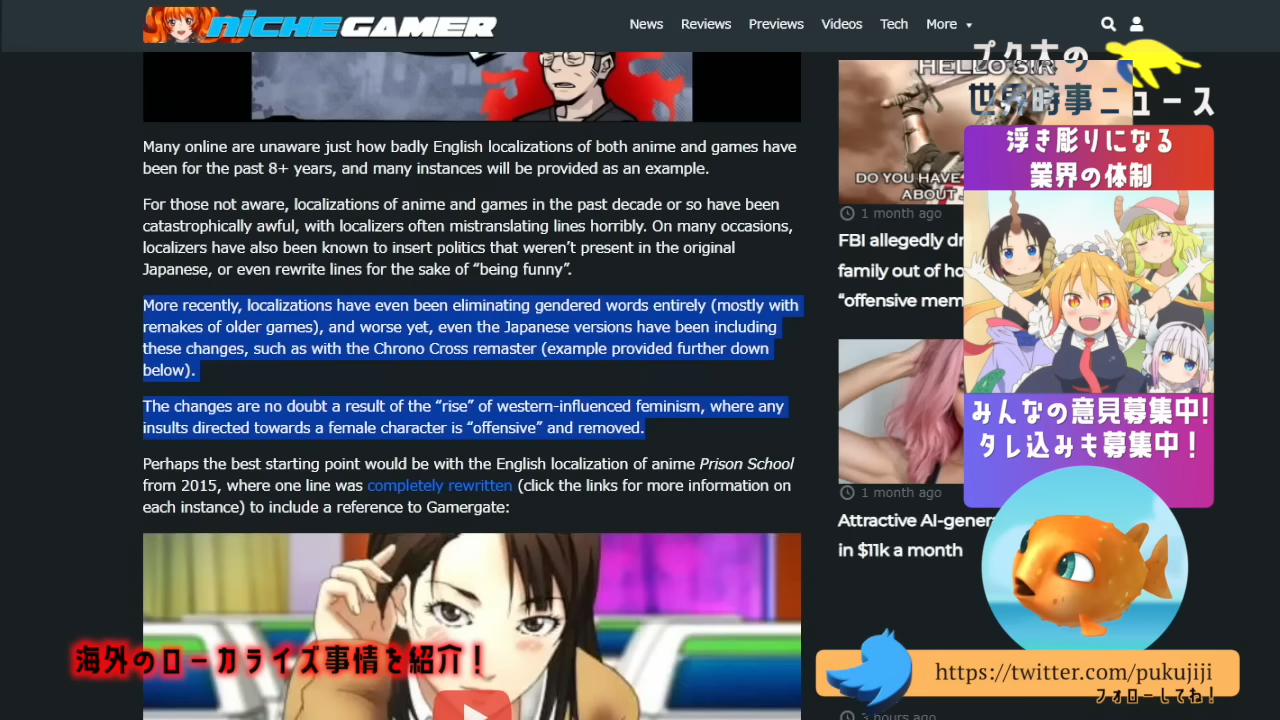 NICHEGAMER
News Reviews Previews Videos Tech More
プク太の
世界時事ニュース
HELLO SIR
DO YOU HAVE
ABOUT
浮き彫りになる
業界の体制
Many online are unaware just how badly English localizations of both anime and games have
been for the past 8+ years, and many instances will be provided as an example.
For those not aware, localizations of anime and games in the past decade or so have been
catastrophically awful, with localizers often mistranslating lines horribly. On many occasions,
localizers have also been known to insert politics that weren’t present in the original
Japanese, or even rewrite lines for the sake of “being funny”.
More recently, localizations have even been eliminating gendered words entirely (mostly with
remakes of older games), and worse yet, even the Japanese versions have been including
these changes, such as with the Chrono Cross remaster (example provided further down
below).
The changes are no doubt a result of the “rise” of western-influenced feminism, where any
insults directed towards a female character is “offensive” and removed.
Perhaps the best starting point would be with the English localization of anime Prison School
from 2015, where one line was completely rewritten (click the links for more information on
each instance) to include a reference to Gamergate:
1 month ago
FBI allegedly
family out of
“offensive
1 month ago
Attractive
in $11k a month
3 hours ago
みんなの意見募集中!
タレ込みも募集中！
海外のローカライズ事情を紹介！
https://twitter.com/pukujiji
フォローしてね！